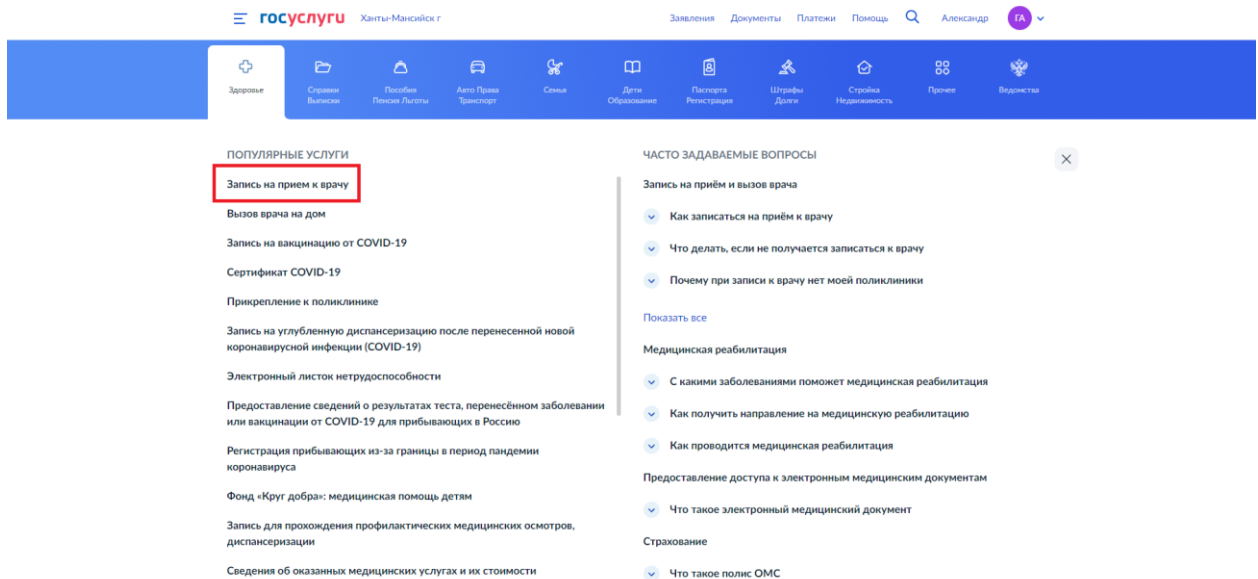 госуслуги Ханты-Мансийск г Заявления Документы Платежи Помощь Александр ГА
Здоровье
Справки
Выписки
Пособия
Пенсия Льготы
Авто Права
Транспорт
Семья
Дети
Образование
Паспорта
Регистрация
Штрафы
Долги
Стройка
Недвижимость
Прочее
Ведомства
ПОПУЛЯРНЫЕ УСЛУГИ
Запись на прием к врачу
Вызов врача на дом
Запись на вакцинацию от COVID-19
Сертификат COVID-19
Прикрепление к поликлинике
Запись на углубленную диспансеризацию после перенесенной новой
коронавирусной инфекции (COVID-19)
Электронный листок нетрудоспособности
Предоставление сведений о результатах теста, перенесённом заболевании
или вакцинации от COVID-19 для прибывающих в Россию
Регистрация прибывающих из-за границы в период пандемии
коронавируса
Фонд «Круг добра»: медицинская помощь детям
Запись для прохождения профилактических медицинских осмотров,
диспансеризации
Сведения об оказанных медицинских услугах и их стоимости
ЧАСТО ЗАДАВАЕМЫЕ ВОПРОСЫ
Запись на приём и вызов врача
Как записаться на приём к врачу
Что делать, если не получается записаться к врачу
Почему при записи к врачу нет моей поликлиники
Показать все
Медицинская реабилитация
С какими заболеваниями поможет медицинская реабилитация
Как получить направление на медицинскую реабилитацию
Как проводится медицинская реабилитация
Предоставление доступа к электронным медицинским документам
Что такое электронный медицинский документ
Страхование
Что такое полис ОМС